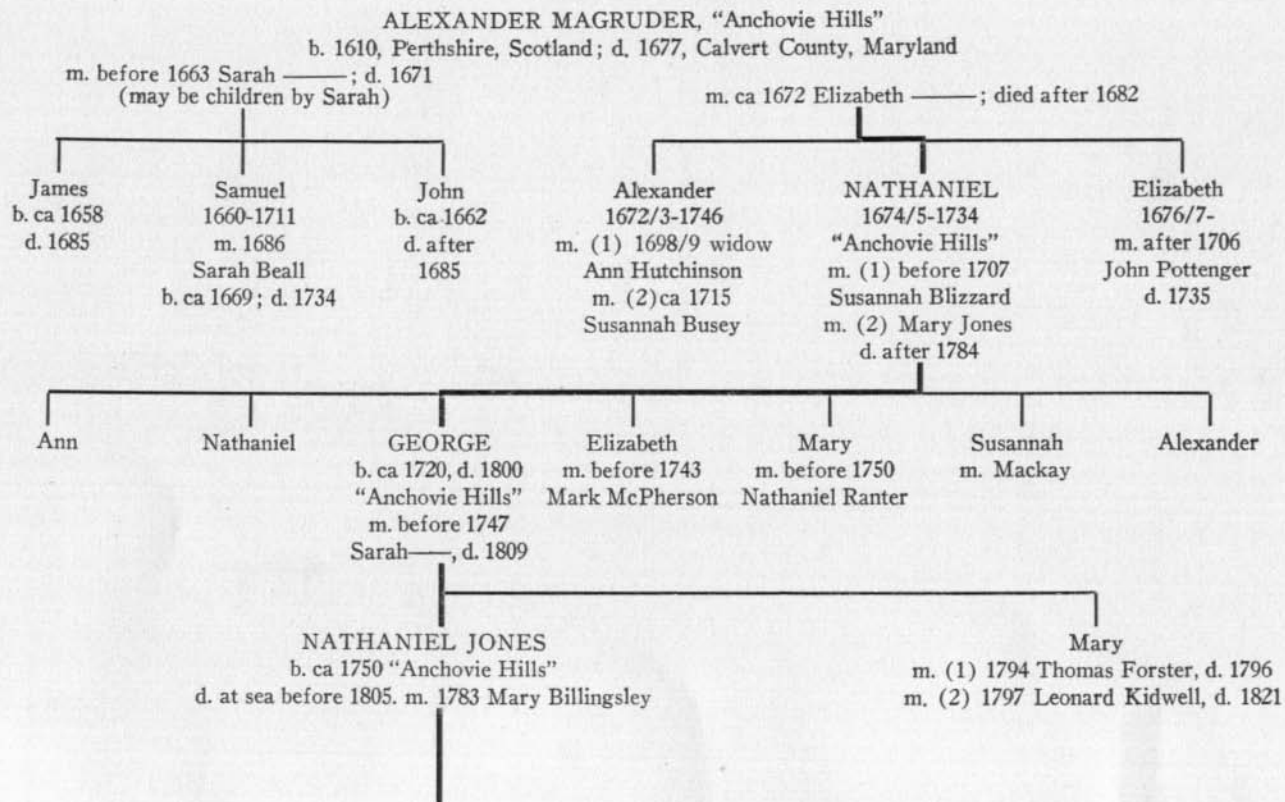 ALEXANDER MAGRUDER, "Anchovie Hills"
b. 1610, Perthshire, Scotland; d. 1677, Calvert County, Maryland
m. before 1663 Sarah ——; d. 1671
(may be children by Sarah)
m. ca 1672 Elizabeth ——; died after 1682
James
b. ca 1658
d. 1685
Samuel
1660-1711
m. 1686
Sarah Beall
b. ca 1669; d. 1734
John
b. ca 1662
d. after
1685
Alexander
1672/3-1746
m. (1) 1698/9 widow
Ann Hutchinson
m. (2) ca 1715
Susannah Busey
NATHANIEL
1674/5-1734
"Anchovie Hills"
m. (1) before 1707
Susannah Blizzard
m. (2) Mary Jones
d. after 1784
Elizabeth
1676/7-
m. after 1706
John Pottenger
d. 1735
Ann
Nathaniel
GEORGE
b. ca 1720, d. 1800
"Anchovie Hills"
m. before 1747
Sarah——, d. 1809
Elizabeth
m. before 1743
Mark McPherson
Mary
m. before 1750
Nathaniel Ranter
Susannah
m. Mackay
Alexander
NATHANIEL JONES
b. ca 1750 "Anchovie Hills"
d. at sea before 1805. m. 1783 Mary Billingsley
Mary
m. (1) 1794 Thomas Forster, d. 1796
m. (2) 1797 Leonard Kidwell, d. 1821